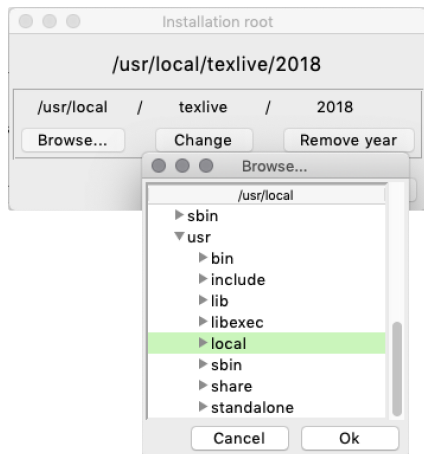 Installation root
/usr/local/texlive/2018
/usr/local / texlive / 2018
Browse... Change Remove year
Browse...
/usr/local
sbin
usr
bin
include
lib
libexec
local
sbin
share
standalone
Cancel Ok